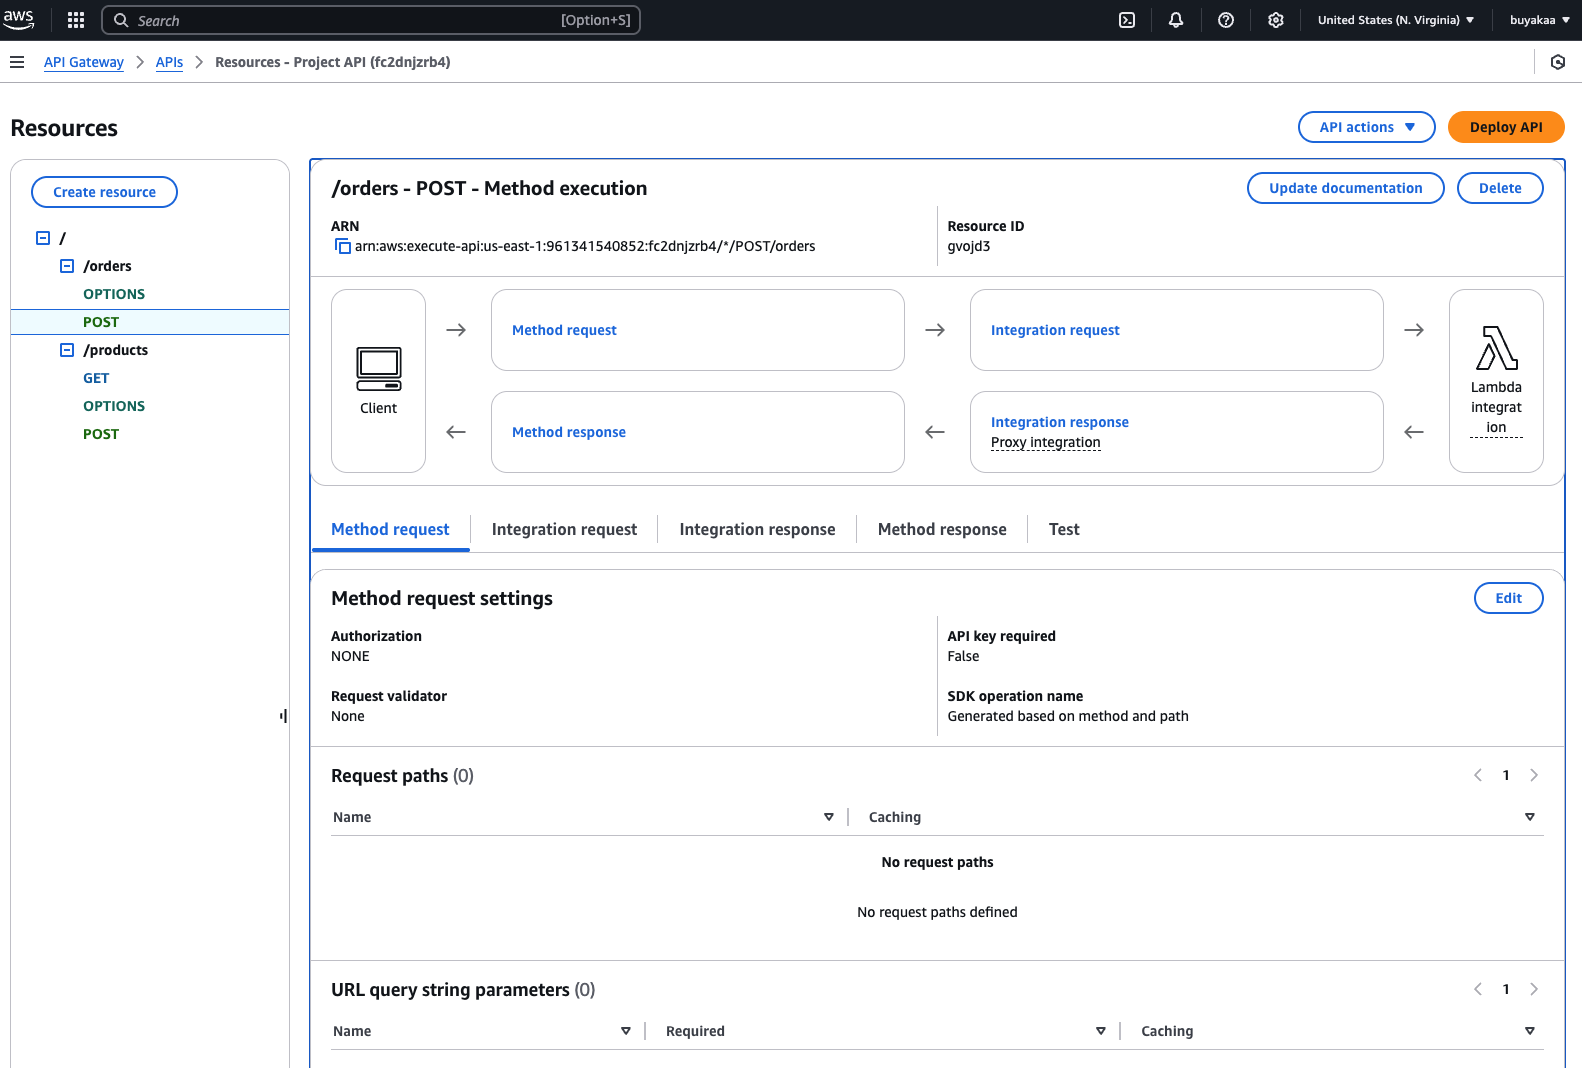 aws
Search [Option+S]
United States (N. Virginia)
buyakaa
API Gateway
APIs
Resources - Project API (fc2dnjzrb4)
Resources
API actions
Deploy API
Create resource
/
/orders
OPTIONS
POST
/products
GET
OPTIONS
POST
/orders - POST - Method execution
Update documentation
Delete
ARN
arn:aws:execute-api:us-east-1:961341540852:fc2dnjzrb4/*/POST/orders
Resource ID
gvojd3
Client
Method request
Integration request
Method response
Integration response
Proxy integration
Lambda
integrat
ion
Method request
Integration request
Integration response
Method response
Test
Method request settings
Edit
Authorization
NONE
API key required
False
Request validator
None
SDK operation name
Generated based on method and path
Request paths (0)
1
Name
Caching
No request paths
No request paths defined
URL query string parameters (0)
1
Name
Required
Caching